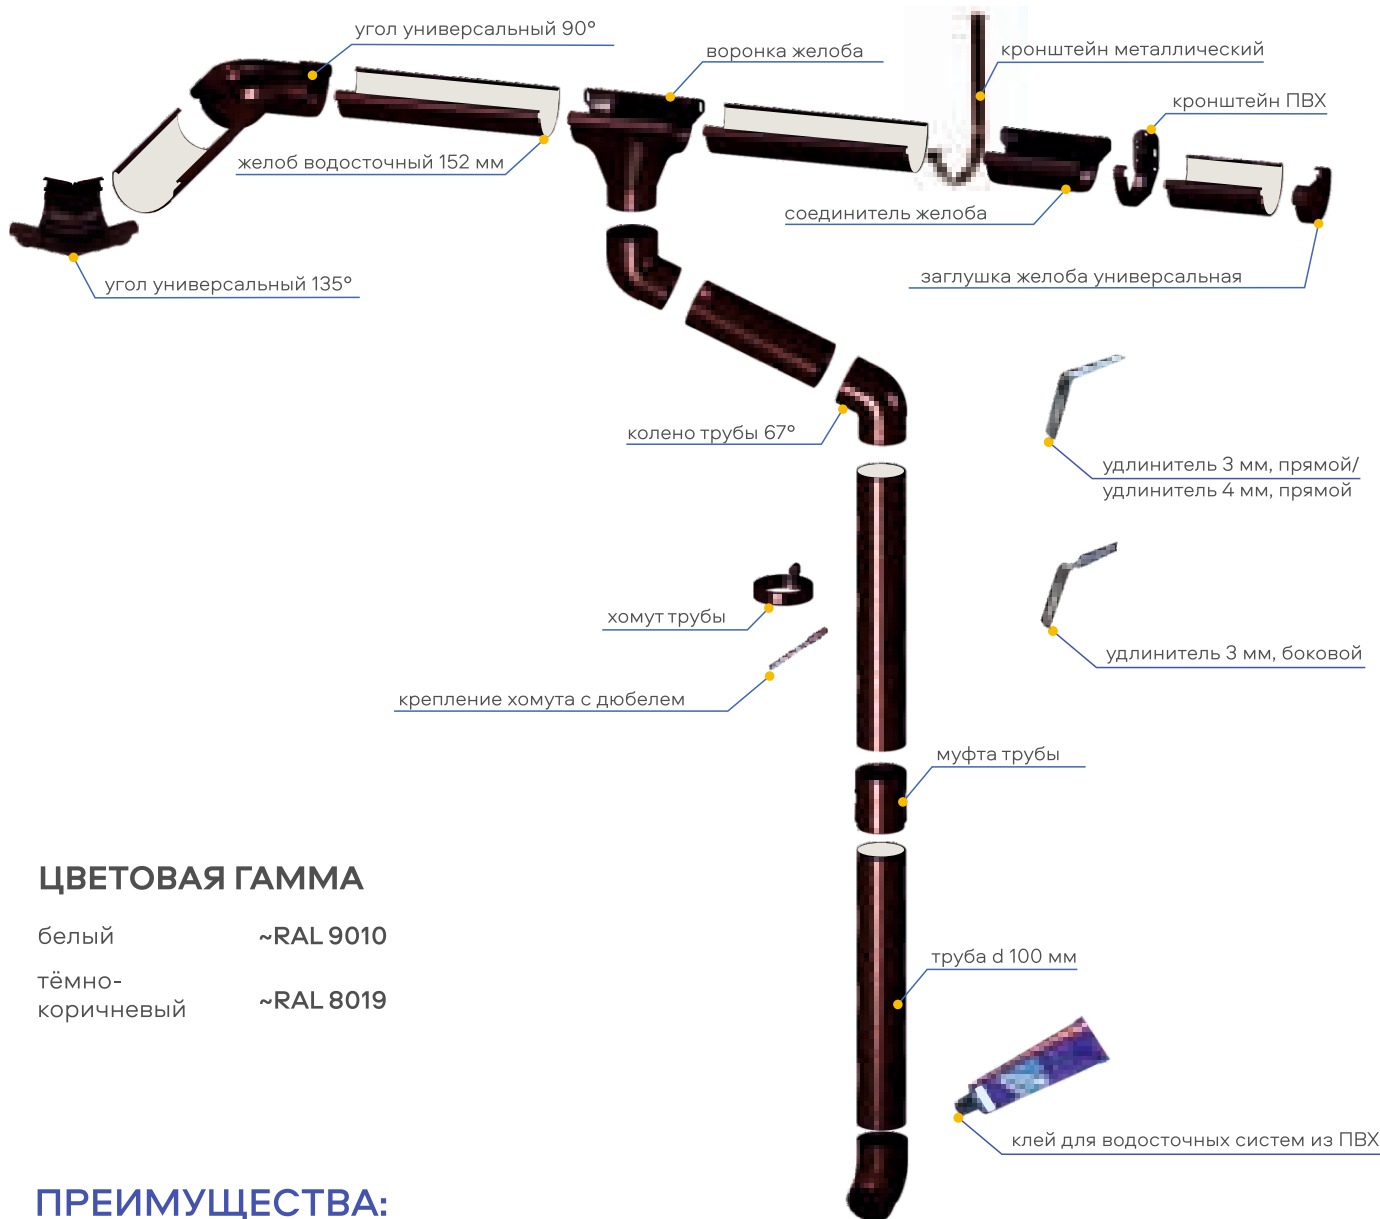 угол универсальный 90°
воронка желоба
кронштейн металлический
кронштейн ПВХ
желоб водосточный 152 мм
соединитель желоба
заглушка желоба универсальная
угол универсальный 135°
колено трубы 67°
удлинитель 3 мм, прямой/
удлинитель 4 мм, прямой
хомут трубы
удлинитель 3 мм, боковой
крепление хомута с дюбелем
муфта трубы
ЦВЕТОВАЯ ГАММА
белый ~RAL 9010
тёмно-
коричневый ~RAL 8019
труба d 100 мм
клей для водосточных систем из ПВХ
ПРЕИМУЩЕСТВА: